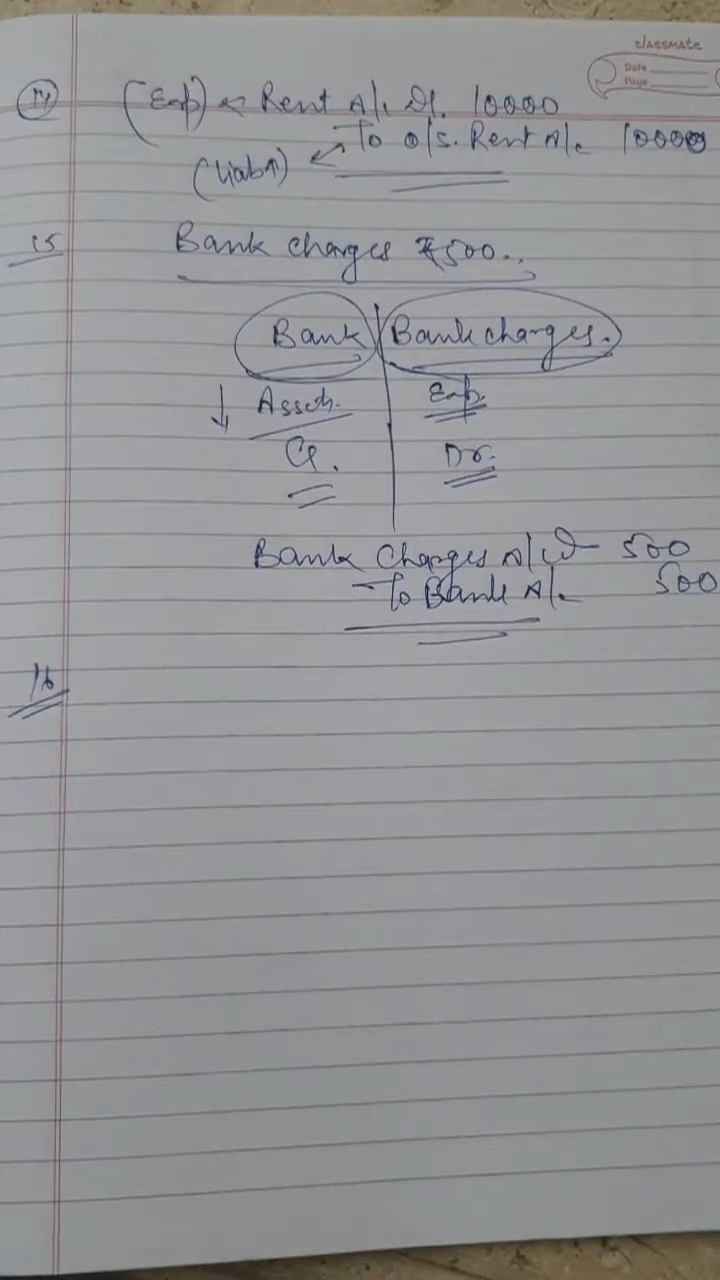 classmate
Date
Page
14 (Exp) ← Rent A/c Dr. 10000
To O/s. Rent A/c 10000
(Liab↑)
15 Bank charges ₹500..
Bank | Bank charges.
↓ Assets. Exp.
Cr. Dr.
Bank Charges A/c Dr 500
To Bank A/c 500
16